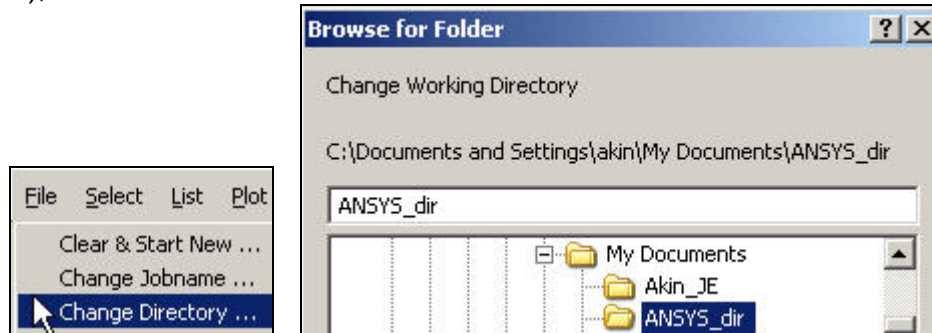 Browse for Folder
Change Working Directory
C:\Documents and Settings\akin\My Documents\ANSYS_dir
ANSYS_dir
My Documents
Akin_JE
ANSYS_dir
File Select List Plot
Clear & Start New ...
Change Jobname ...
Change Directory ...